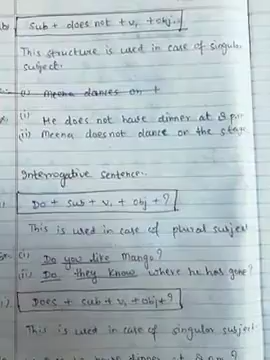 b) Sub + does not + v1 + obj.
This structure is used in case of singular
subject.
(i) Meena dances on t
(i) He does not have dinner at 8 pm
(ii) Meena does not dance on the stage
Interrogative Sentence:-
Do + sub + v1 + obj + ?
This is used in case of plural subject
(i) Do you like Mango?
(ii) Do they know where he has gone?
Does + sub + v1 + obj + ?
This is used in case of singular subject